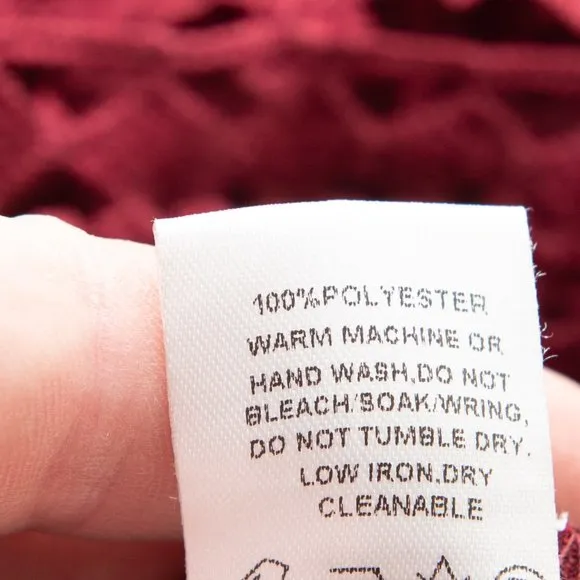 100%POLYESTER
WARM MACHINE OR
HAND WASH,DO NOT
BLEACH/SOAK/WRING,
DO NOT TUMBLE DRY.
LOW IRON,DRY
CLEANABLE